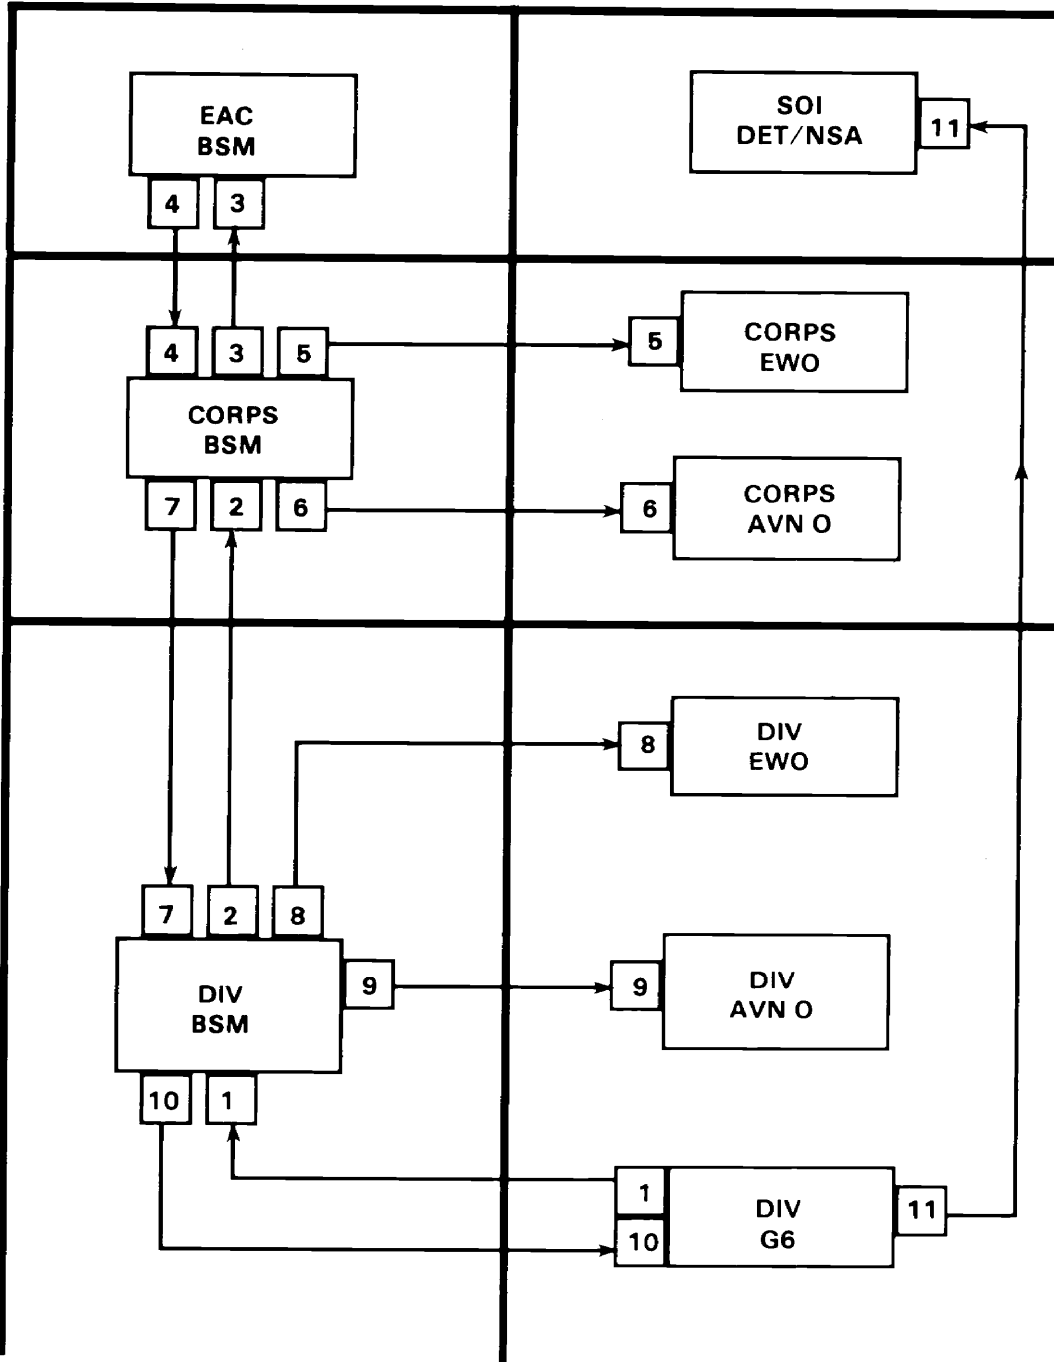 EAC
BSM
4 3
SOI
DET/NSA
11
4 3 5
CORPS
BSM
7 2 6
5
CORPS
EWO
6
CORPS
AVN O
8
DIV
EWO
7 2 8
DIV
BSM
9
10 1
9
DIV
AVN O
1
10
DIV
G6
11